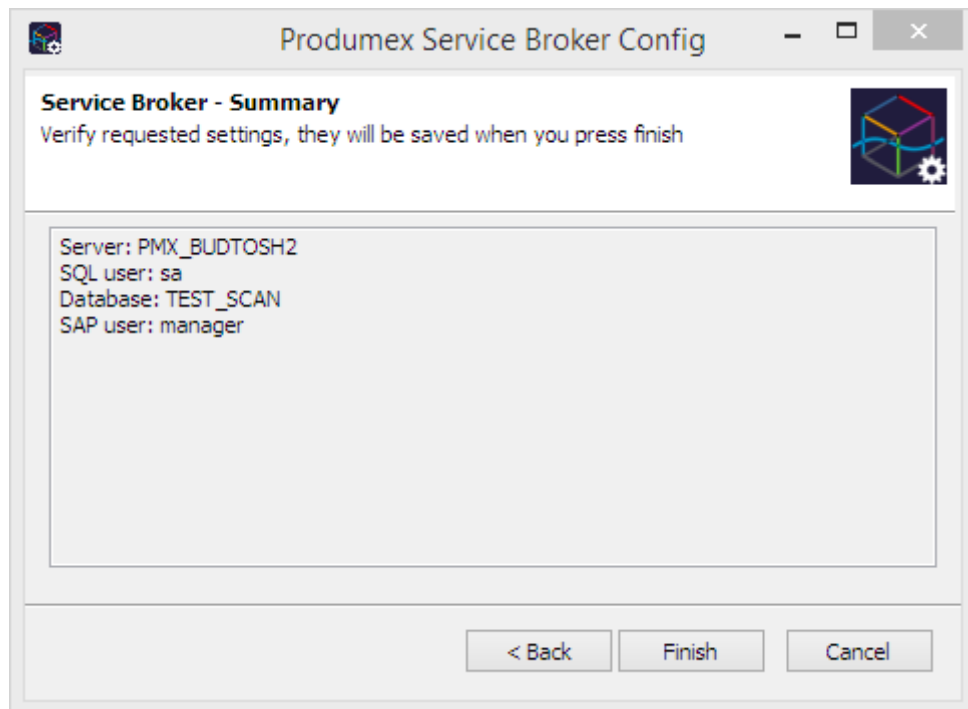 Produmex Service Broker Config
Service Broker - Summary
Verify requested settings, they will be saved when you press finish
Server: PMX_BUDTOSH2
SQL user: sa
Database: TEST_SCAN
SAP user: manager
< Back
Finish
Cancel